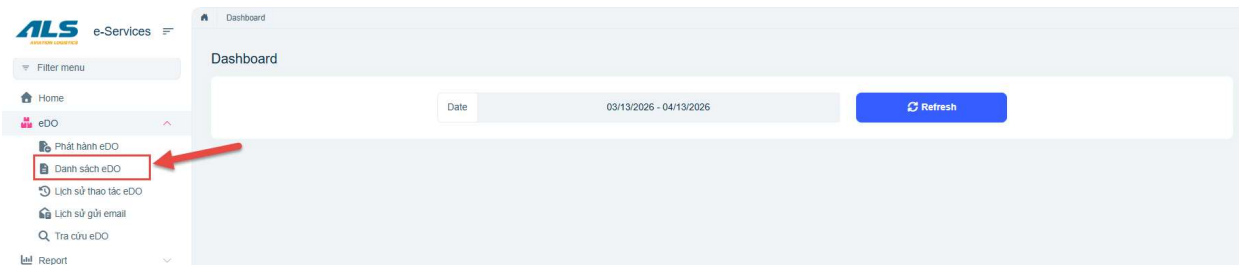 ALS
AVIATION LOGISTICS
e-Services
Filter menu
Home
eDO
Phát hành eDO
Danh sách eDO
Lịch sử thao tác eDO
Lịch sử gửi email
Tra cứu eDO
Report
Dashboard
Dashboard
Date
03/13/2026 - 04/13/2026
Refresh